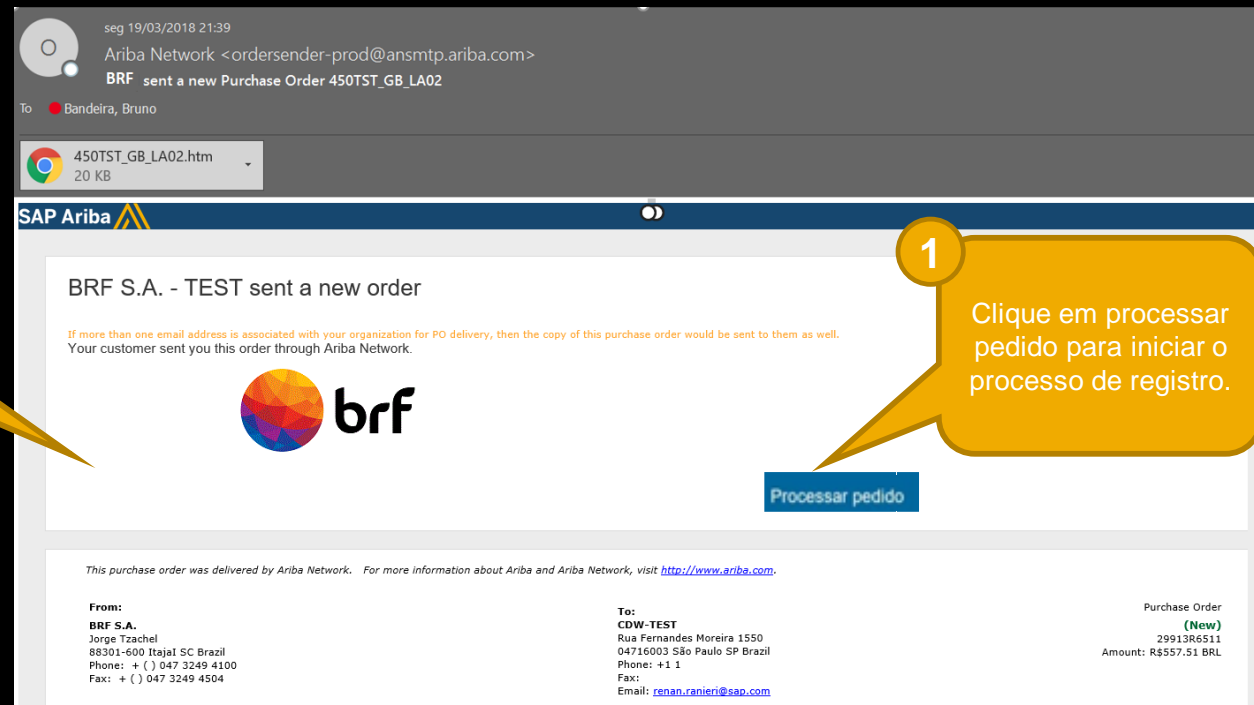 O
seg 19/03/2018 21:39
Ariba Network <ordersender-prod@ansmtp.ariba.com>
BRF sent a new Purchase Order 450TST_GB_LA02
To Bandeira, Bruno
450TST_GB_LA02.htm
20 KB
SAP Ariba
1
Clique em processar
pedido para iniciar o
processo de registro.
BRF S.A. - TEST sent a new order
If more than one email address is associated with your organization for PO delivery, then the copy of this purchase order would be sent to them as well.
Your customer sent you this order through Ariba Network.
brf
Processar pedido
This purchase order was delivered by Ariba Network. For more information about Ariba and Ariba Network, visit http://www.ariba.com.
From:
BRF S.A.
Jorge Tzachel
88301-600 ItajaI SC Brazil
Phone: + ( ) 047 3249 4100
Fax: + ( ) 047 3249 4504
To:
CDW-TEST
Rua Fernandes Moreira 1550
04716003 São Paulo SP Brazil
Phone: +1 1
Fax:
Email: renan.ranieri@sap.com
Purchase Order
(New)
29913R6511
Amount: R$557.51 BRL